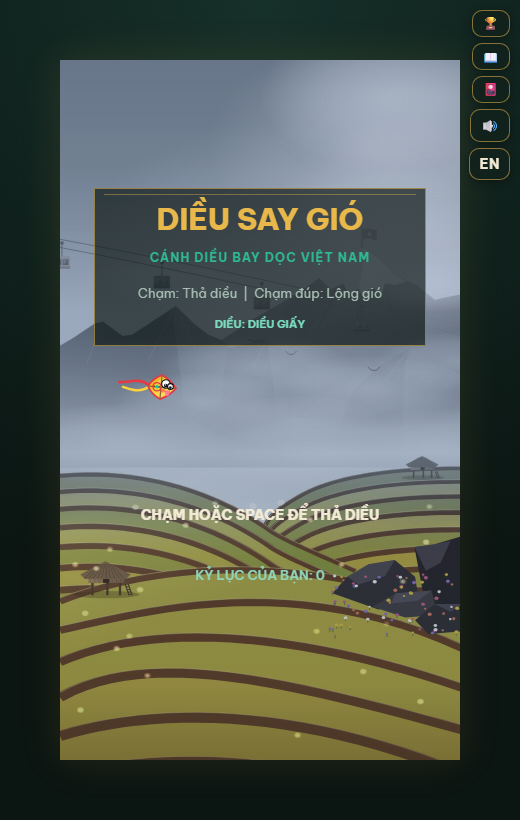 EN
DIỀU SAY GIÓ
CÁNH DIỀU BAY DỌC VIỆT NAM
Chạm: Thả diều | Chạm đúp: Lộng gió
DIỀU: DIỀU GIẤY
CHẠM HOẶC SPACE ĐỂ THẢ DIỀU
KỶ LỤC CỦA BẠN: 0